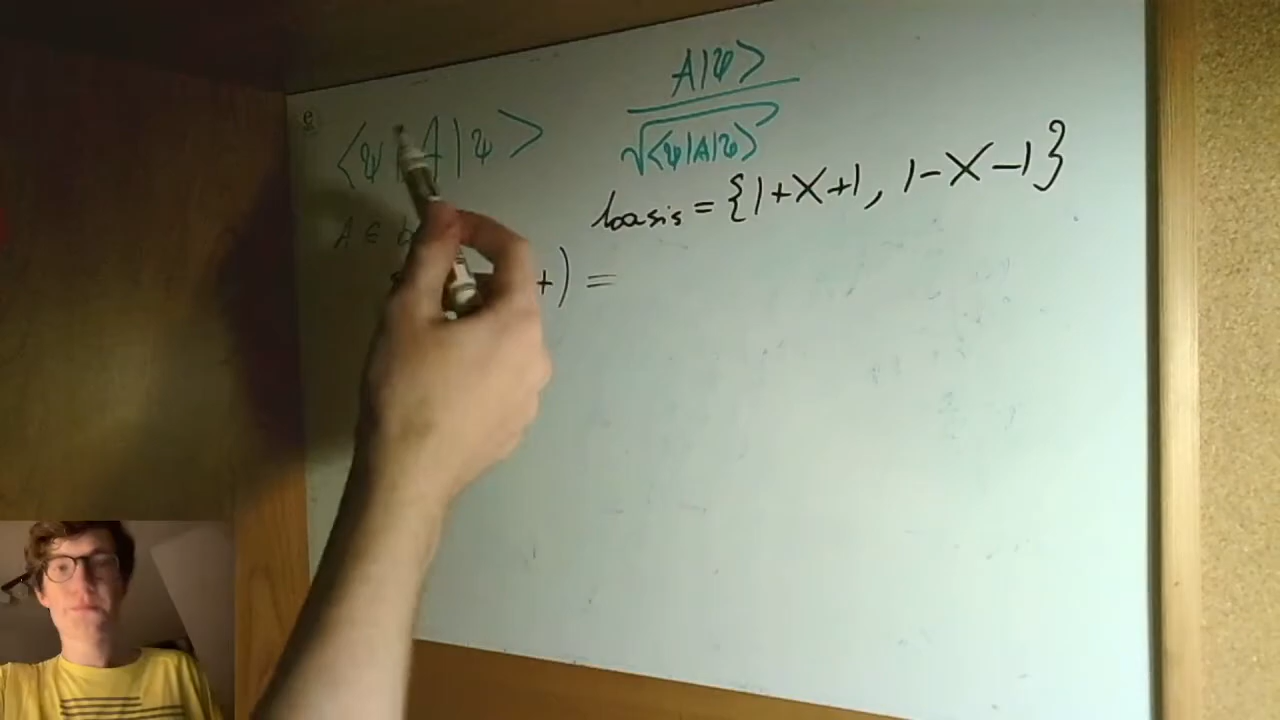 e
⟨ψ|A|ψ⟩
A|ψ⟩
√⟨ψ|A|ψ⟩
basis = {|+X+|, |-X-|}
A ∈
+) =